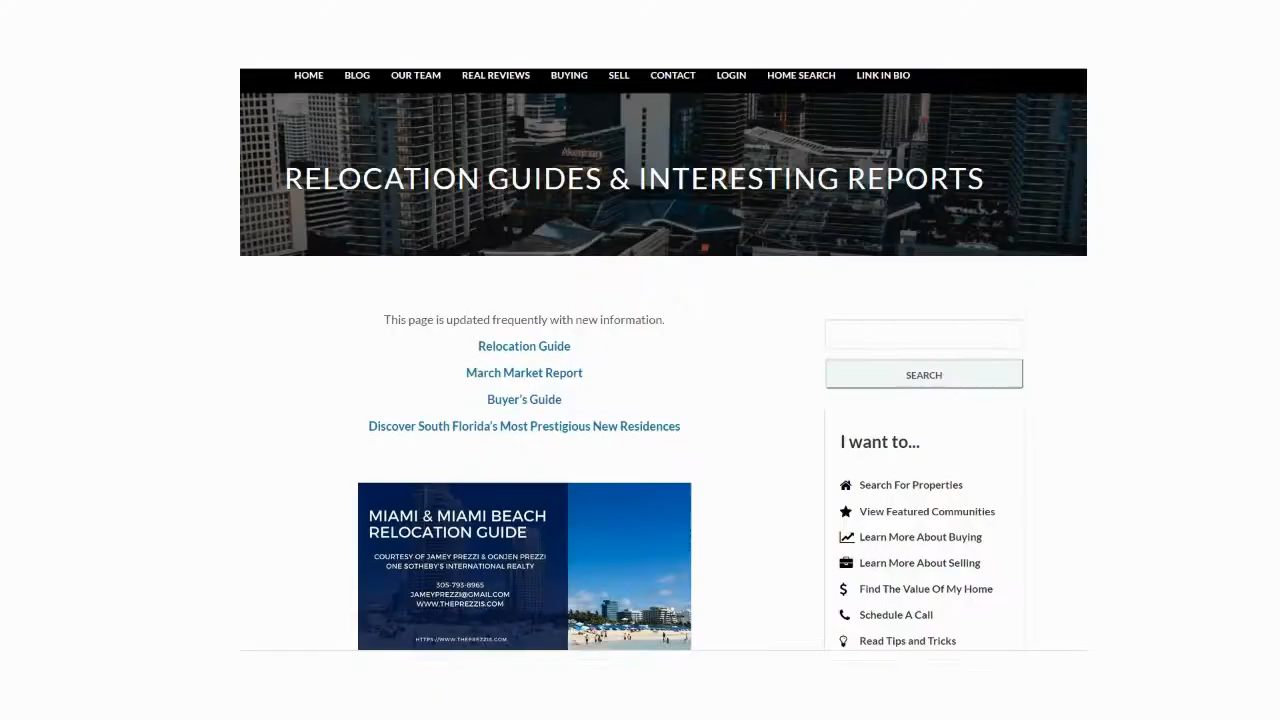 HOME BLOG OUR TEAM REAL REVIEWS BUYING SELL CONTACT LOGIN HOME SEARCH LINK IN BIO
RELOCATION GUIDES & INTERESTING REPORTS
This page is updated frequently with new information.
Relocation Guide
March Market Report
Buyer's Guide
Discover South Florida's Most Prestigious New Residences
MIAMI & MIAMI BEACH
RELOCATION GUIDE
COURTESY OF JAMEY PREZZI & OGNJEN PREZZI
ONE SOTHEBY'S INTERNATIONAL REALTY
305-793-8965
JAMEYPREZZI@GMAIL.COM
WWW.THEPREZZIS.COM
HTTPS://WWW.THEPREZZIS.COM
SEARCH
I want to...
Search For Properties
View Featured Communities
Learn More About Buying
Learn More About Selling
Find The Value Of My Home
Schedule A Call
Read Tips and Tricks